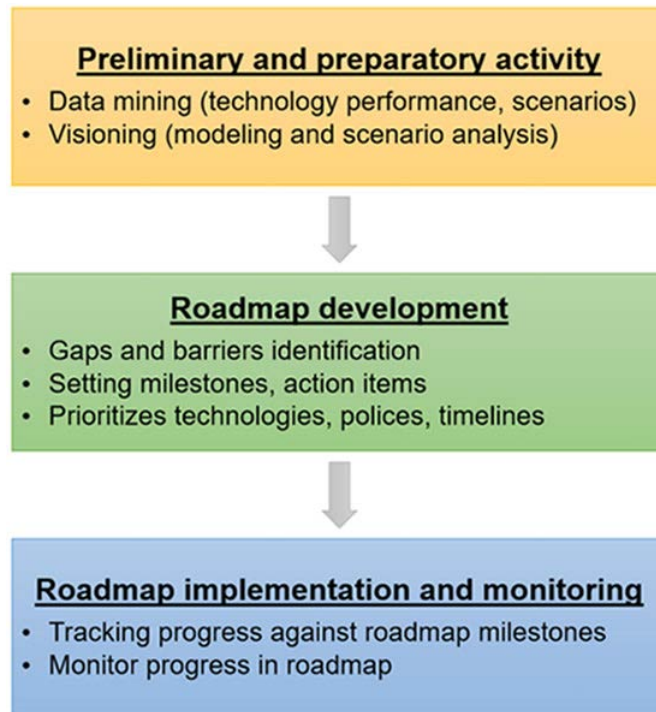 Preliminary and preparatory activity
• Data mining (technology performance, scenarios)
• Visioning (modeling and scenario analysis)
Roadmap development
• Gaps and barriers identification
• Setting milestones, action items
• Prioritizes technologies, polices, timelines
Roadmap implementation and monitoring
• Tracking progress against roadmap milestones
• Monitor progress in roadmap